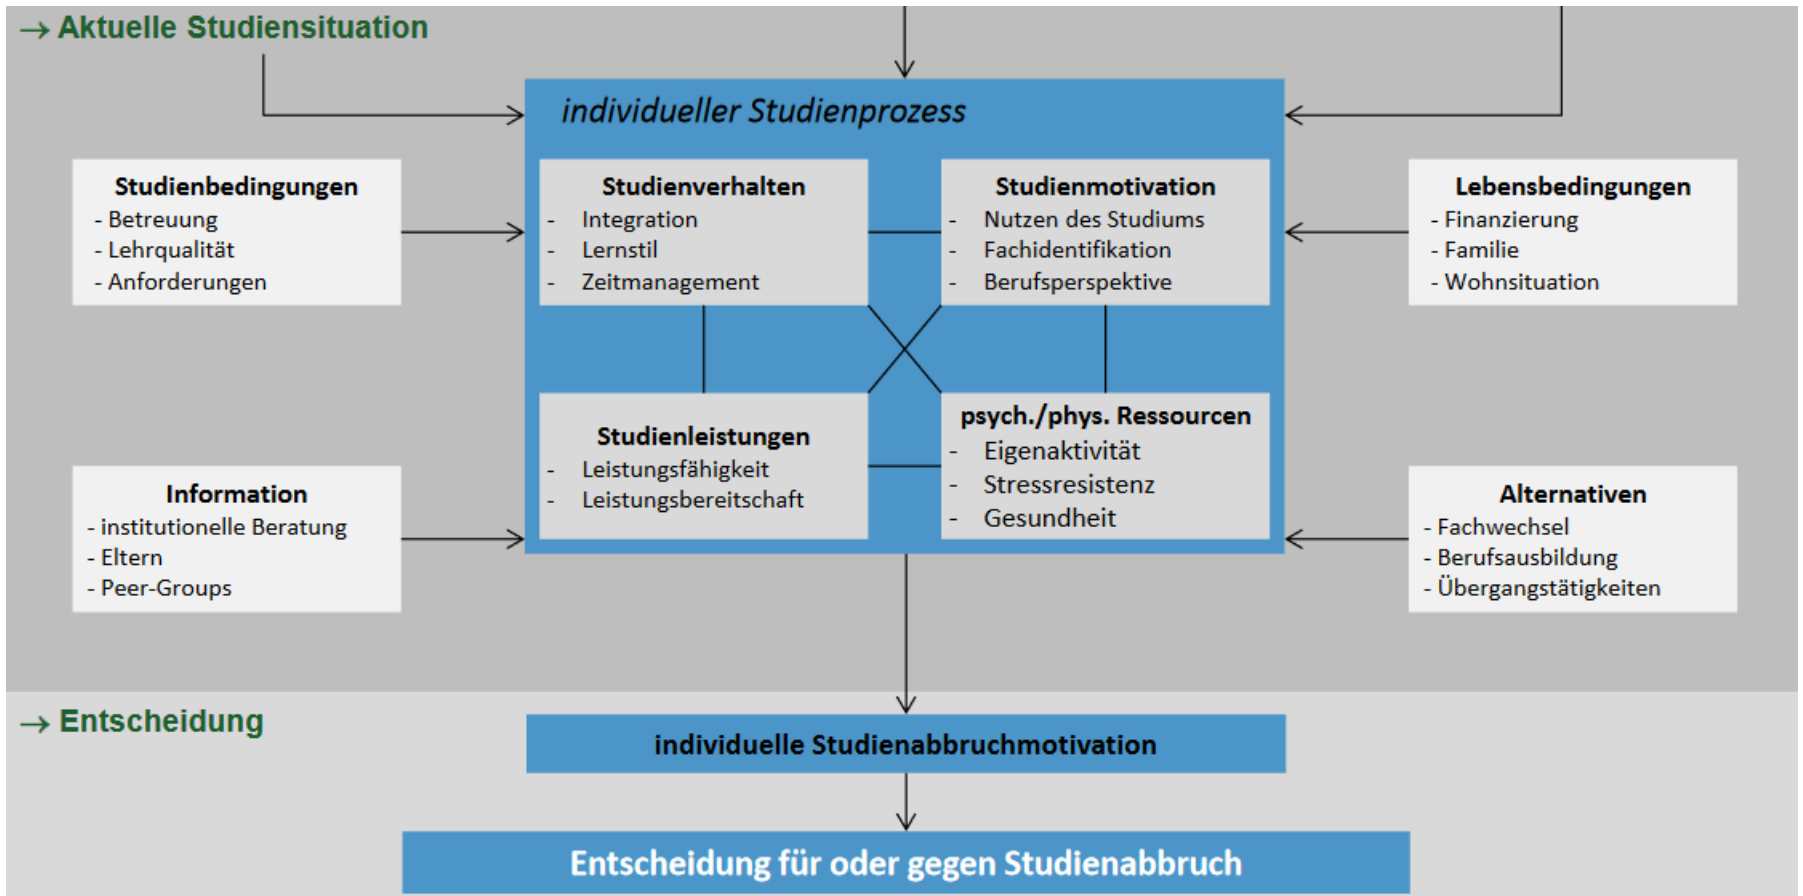 → Aktuelle Studiensituation
individueller Studienprozess
Studienbedingungen
- Betreuung
- Lehrqualität
- Anforderungen
Studienverhalten
- Integration
- Lernstil
- Zeitmanagement
Studienmotivation
- Nutzen des Studiums
- Fachidentifikation
- Berufsperspektive
Lebensbedingungen
- Finanzierung
- Familie
- Wohnsituation
Information
- institutionelle Beratung
- Eltern
- Peer-Groups
Studienleistungen
- Leistungsfähigkeit
- Leistungsbereitschaft
psych./phys. Ressourcen
- Eigenaktivität
- Stressresistenz
- Gesundheit
Alternativen
- Fachwechsel
- Berufsausbildung
- Übergangstätigkeiten
→ Entscheidung
individuelle Studienabbruchmotivation
Entscheidung für oder gegen Studienabbruch